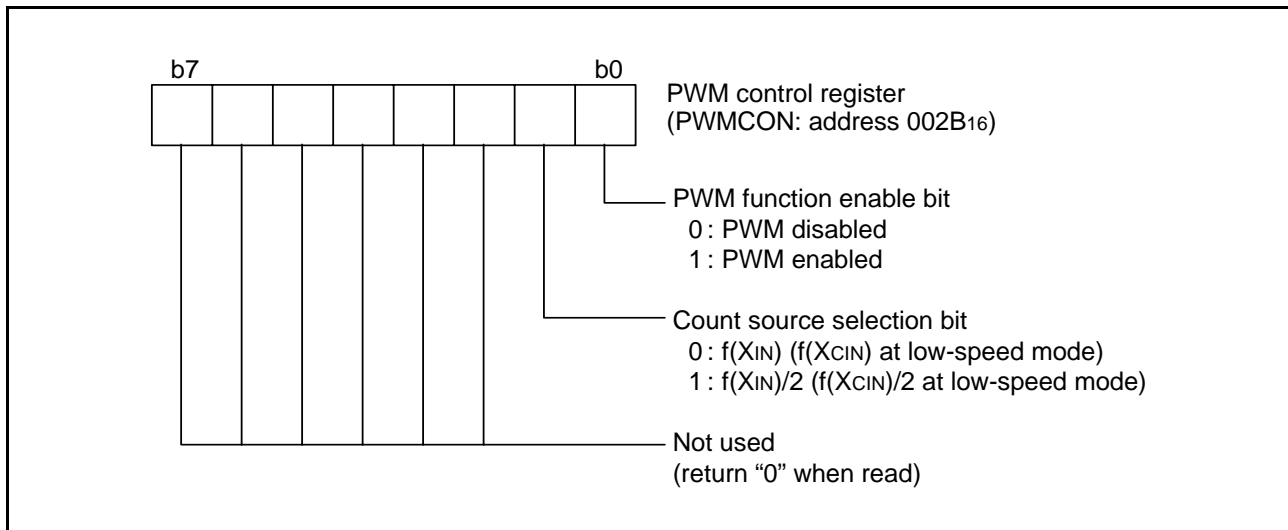 b7 b0
PWM control register
(PWMCON: address 002B16)
PWM function enable bit
0 : PWM disabled
1 : PWM enabled
Count source selection bit
0 : f(XIN) (f(XCIN) at low-speed mode)
1 : f(XIN)/2 (f(XCIN)/2 at low-speed mode)
Not used
(return “0” when read)